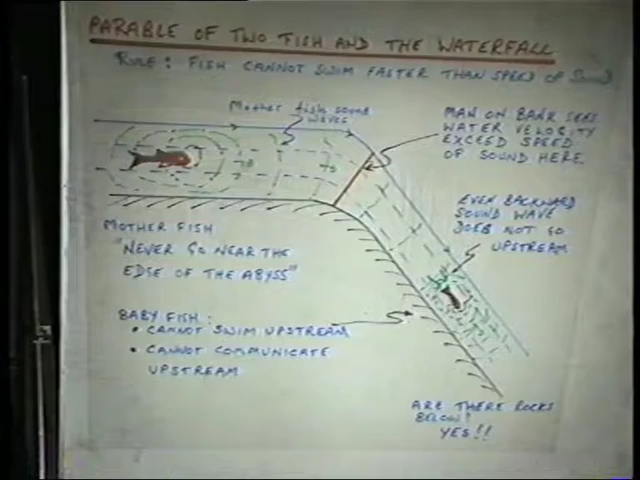 PARABLE OF TWO FISH AND THE WATERFALL
RULE: FISH CANNOT SWIM FASTER THAN SPEED OF Sound
Mother fish sound
waves
MAN ON BANK SEES
WATER VELOCITY
EXCEED SPEED
OF SOUND HERE.
EVEN BACKWARD
SOUND WAVE
DOES NOT GO
UPSTREAM
MOTHER FISH
"NEVER GO NEAR THE
EDGE OF THE ABYSS"
BABY FISH:
• CANNOT SWIM UPSTREAM
• CANNOT COMMUNICATE
UPSTREAM
ARE THERE ROCKS
BELOW?
YES!!